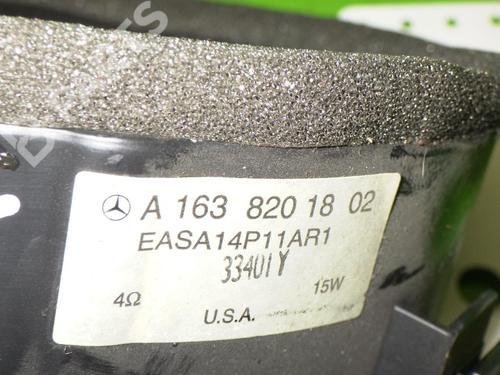 A 163 820 18 02
EASA14P11AR1
33401Y
4Ω 15W
U.S.A.